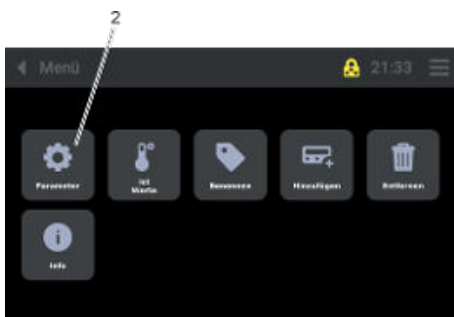 2
Menü
21:33
Parameter
Ist
Werte
Benennen
Hinzufügen
Entfernen
Info